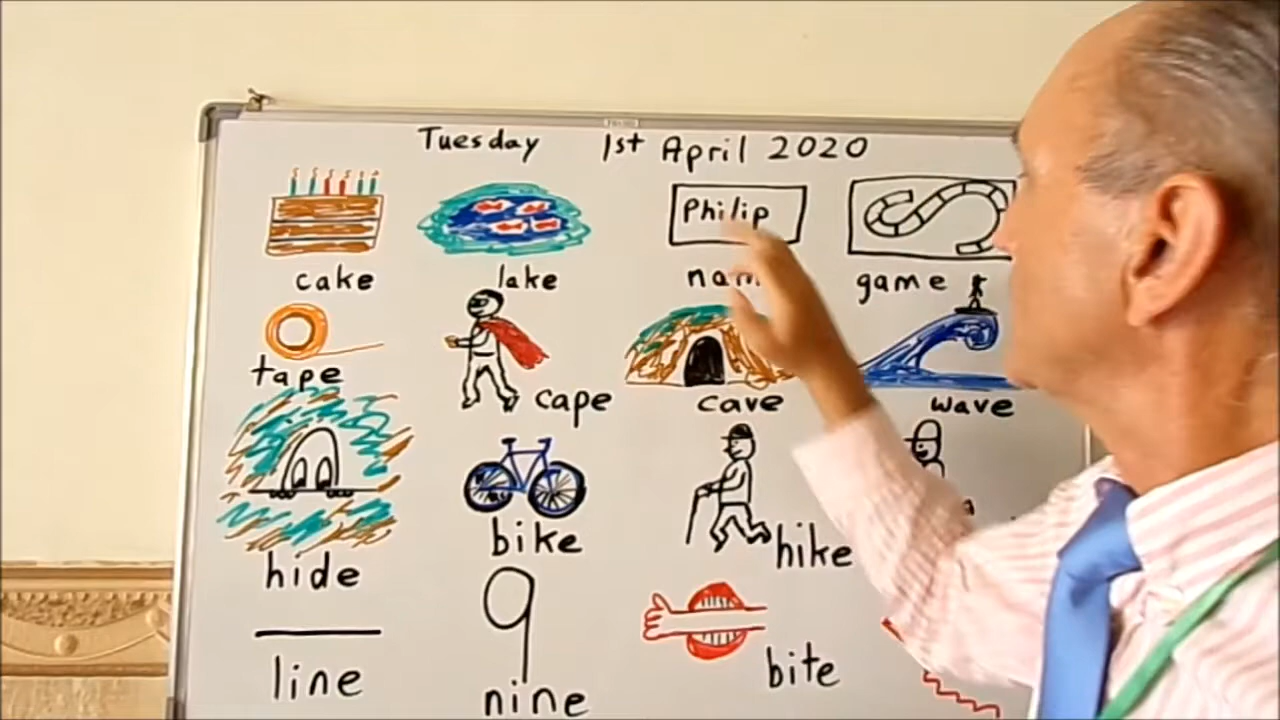 Tuesday 1st April 2020
Philip
cake lake game
tape cape cave wave
hide bike hike
line nine bite